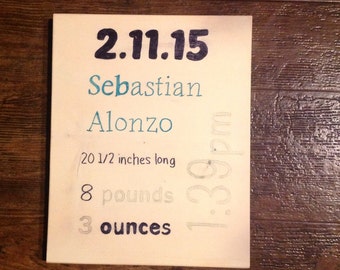 2.11.15
Sebastian
Alonzo
20 1/2 inches long
8 pounds
3 ounces
1:39pm